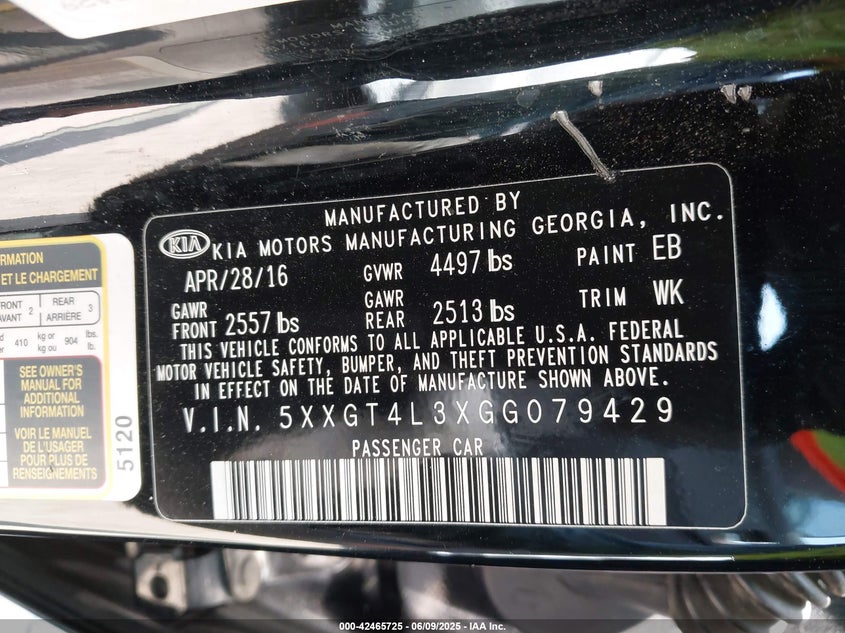 MANUFACTURED BY
KIA KIA MOTORS MANUFACTURING GEORGIA, INC.
APR/28/16 GVWR 4497 lbs PAINT EB
GAWR FRONT 2557 lbs GAWR REAR 2513 lbs TRIM WK
THIS VEHICLE CONFORMS TO ALL APPLICABLE U.S.A. FEDERAL
MOTOR VEHICLE SAFETY, BUMPER, AND THEFT PREVENTION STANDARDS
IN EFFECT ON THE DATE OF MANUFACTURE SHOWN ABOVE.
V.I.N. 5XXGT4L3XGG079429
PASSENGER CAR
ET LE CHARGEMENT
FRONT 2 REAR 3
ARRIÈRE
410 kg or kg ou 904 lbs. lb.
SEE OWNER'S
MANUAL FOR
ADDITIONAL
INFORMATION
VOIR LE MANUEL
DE L'USAGER
POUR PLUS DE
RENSEIGNEMENTS
5120
000-42465725 - 06/09/2025 - IAA Inc.